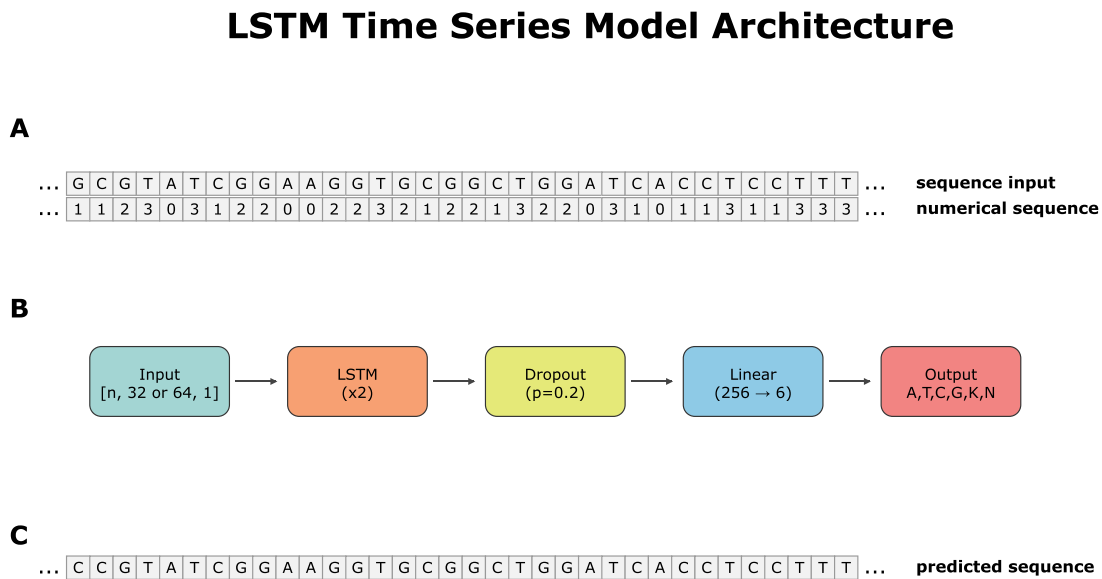 LSTM Time Series Model Architecture
A
... G C G T A T C G G A A G G T G C G G C T G G A T C A C C T C C T T T ... sequence input
... 1 1 2 3 0 3 1 2 2 0 0 2 2 3 2 1 2 2 1 3 2 2 0 3 1 0 1 1 3 1 1 3 3 3 ... numerical sequence
B
Input
[n, 32 or 64, 1]
LSTM
(x2)
Dropout
(p=0.2)
Linear
(256 → 6)
Output
A,T,C,G,K,N
C
... C C G T A T C G G A A G G T G C G G C T G G A T C A C C T C C T T T ... predicted sequence